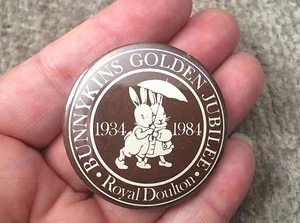 • BUNNYKINS GOLDEN JUBILEE •
1934 1984
Royal Doulton